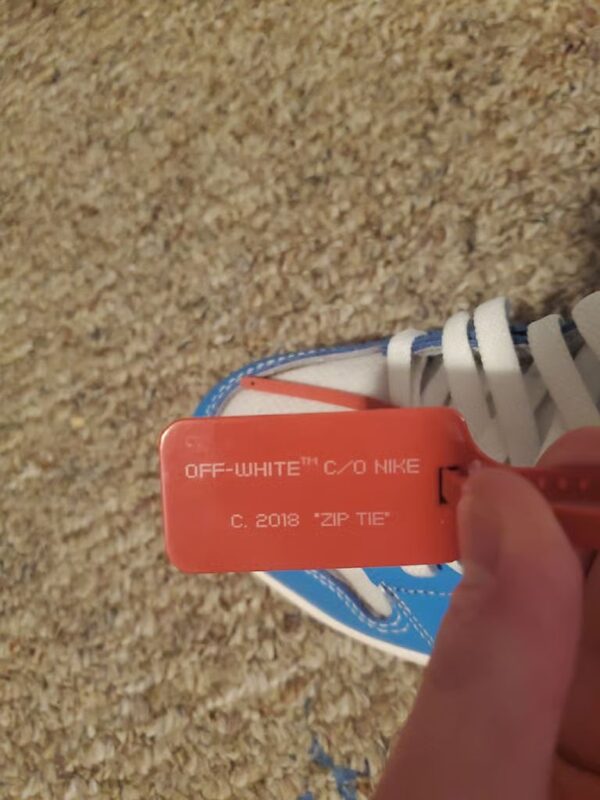 OFF-WHITE™ C/O NIKE
C. 2018 "ZIP TIE"